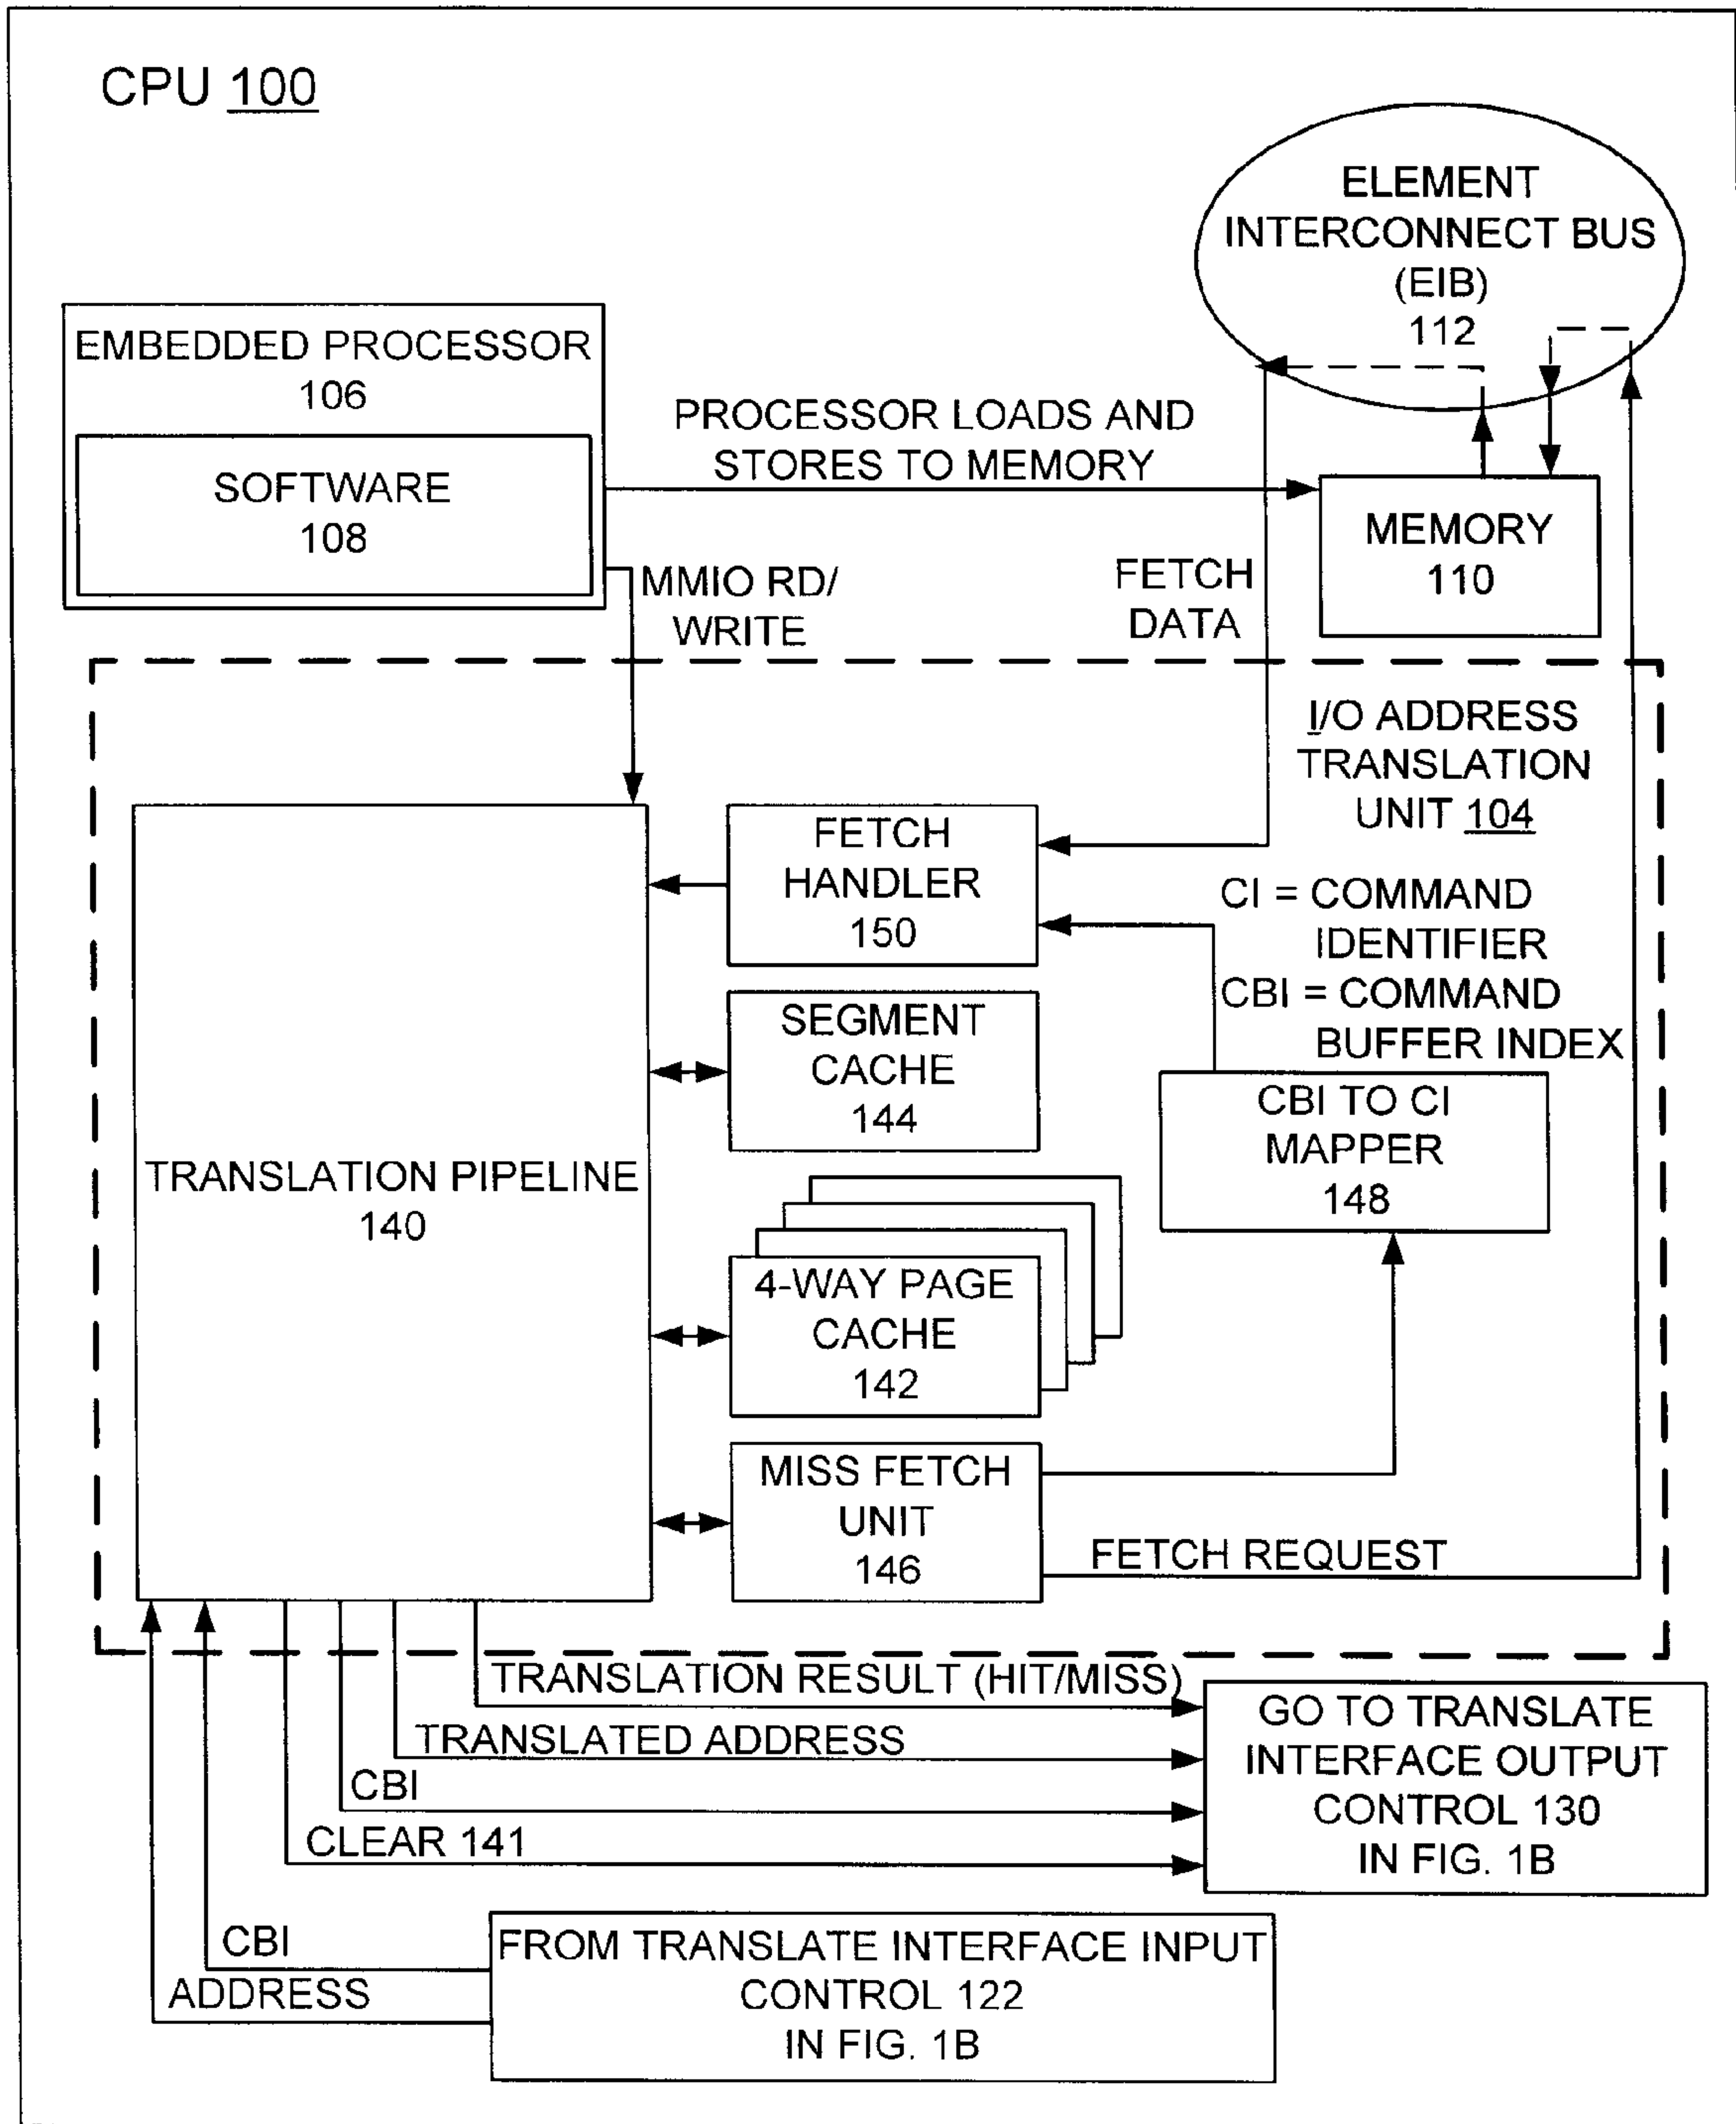 CPU 100
ELEMENT
INTERCONNECT BUS
(EIB)
112
EMBEDDED PROCESSOR
106
SOFTWARE
108
PROCESSOR LOADS AND
STORES TO MEMORY
MEMORY
110
MMIO RD/
WRITE
FETCH
DATA
I/O ADDRESS
TRANSLATION
UNIT 104
FETCH
HANDLER
150
CI = COMMAND
IDENTIFIER
CBI = COMMAND
BUFFER INDEX
SEGMENT
CACHE
144
CBI TO CI
MAPPER
148
TRANSLATION PIPELINE
140
4-WAY PAGE
CACHE
142
MISS FETCH
UNIT
146
FETCH REQUEST
TRANSLATION RESULT (HIT/MISS)
TRANSLATED ADDRESS
CBI
CLEAR 141
GO TO TRANSLATE
INTERFACE OUTPUT
CONTROL 130
IN FIG. 1B
CBI
ADDRESS
FROM TRANSLATE INTERFACE INPUT
CONTROL 122
IN FIG. 1B